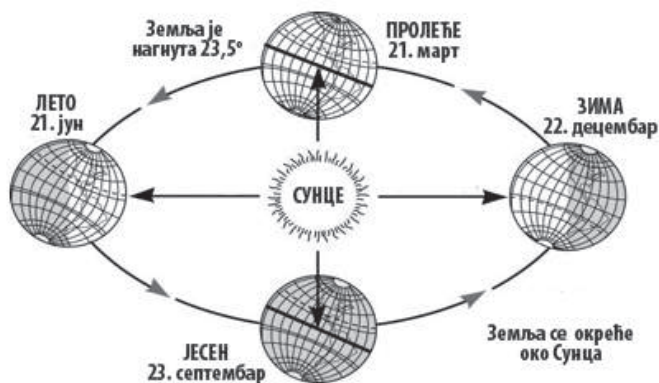 Земља је
нагнута 23,5°
ПРОЛЕЋЕ
21. март
ЛЕТО
21. јун
ЗИМА
22. децембар
СУНЦЕ
ЈЕСЕН
23. септембар
Земља се окреће
око Сунца